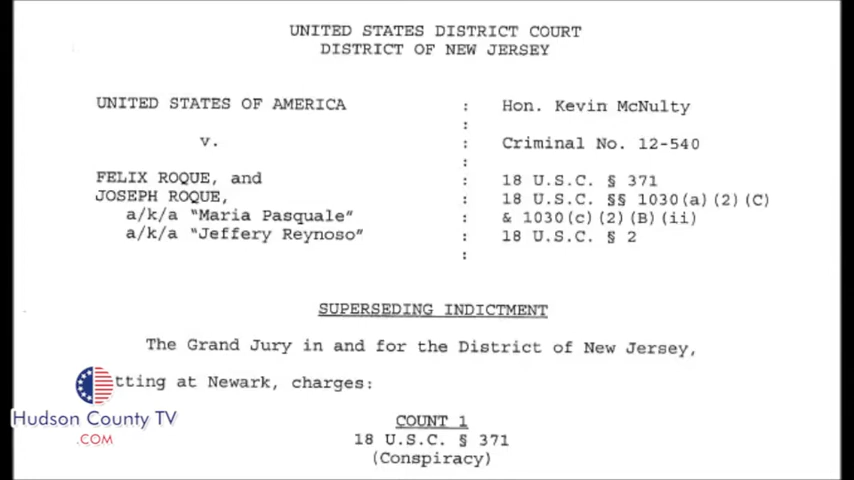 UNITED STATES DISTRICT COURT
DISTRICT OF NEW JERSEY
UNITED STATES OF AMERICA : Hon. Kevin McNulty
:
v. : Criminal No. 12-540
:
FELIX ROQUE, and : 18 U.S.C. § 371
JOSEPH ROQUE, : 18 U.S.C. §§ 1030(a)(2)(C)
a/k/a "Maria Pasquale" : & 1030(c)(2)(B)(ii)
a/k/a "Jeffery Reynoso" : 18 U.S.C. § 2
:
SUPERSEDING INDICTMENT
The Grand Jury in and for the District of New Jersey,
tting at Newark, charges:
Hudson County TV
.COM
COUNT 1
18 U.S.C. § 371
(Conspiracy)